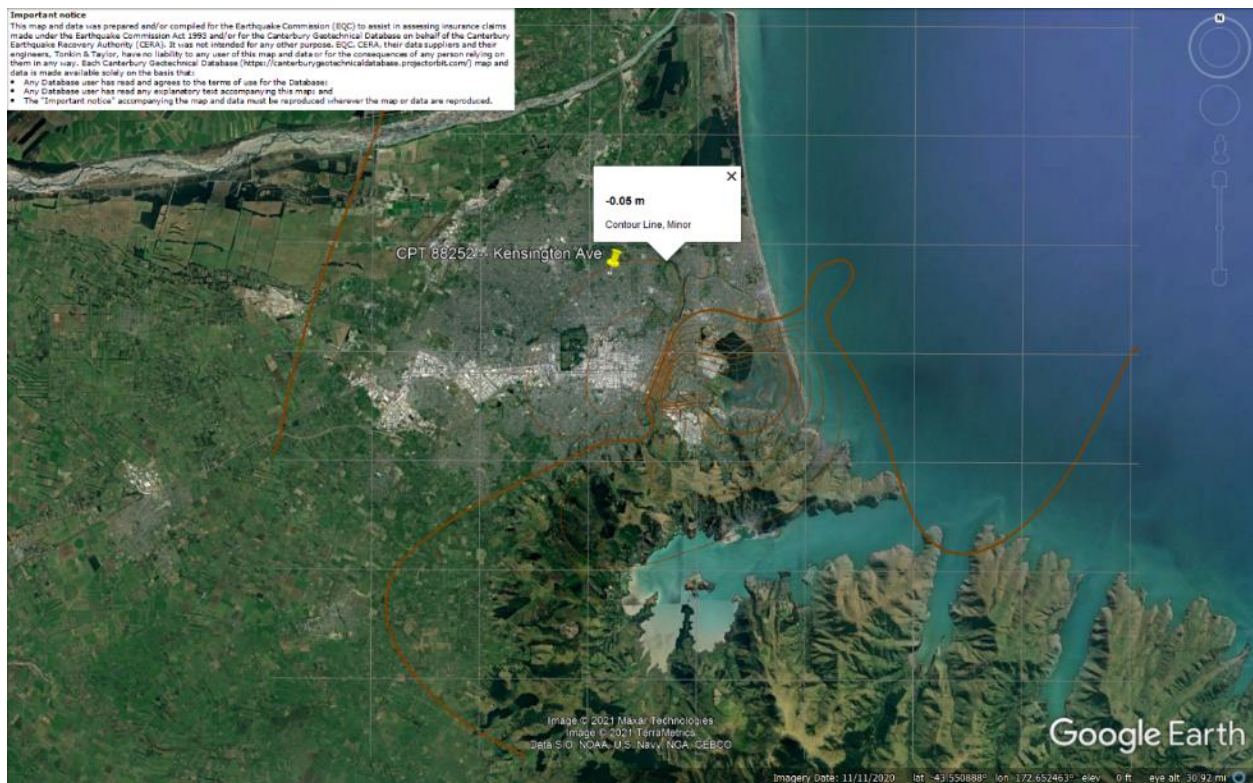 Important notice
This map and data was prepared and/or compiled for the Earthquake Commission (EQC) to assist in assessing insurance claims
made under the Earthquake Commission Act 1993 and/or for the Canterbury Geotechnical Database on behalf of the Canterbury
Earthquake Recovery Authority (CERA). It was not intended for any other purpose. EQC, CERA, their data suppliers and their
engineers, Tonkin & Taylor, have no liability to any user of this map and data or for the consequences of any person relying on
them in any way. Each Canterbury Geotechnical Database (https://canterburygeotechnicaldatabase.projectorbit.com/) map and
data is made available solely on the basis that:
• Any Database user has read and agrees to the terms of use for the Database;
• Any Database user has read any explanatory text accompanying this map; and
• The "Important notice" accompanying the map and data must be reproduced wherever the map or data are reproduced.
N
-0.05 m
Contour Line, Minor
CPT 88252 -- Kensington Ave
Image © 2021 Maxar Technologies
Image © 2021 TerraMetrics
Data SIO, NOAA, U.S. Navy, NGA, GEBCO
Google Earth
Imagery Date: 11/11/2020 lat -43.550888° lon 172.652463° elev 0 ft eye alt 30.92 mi